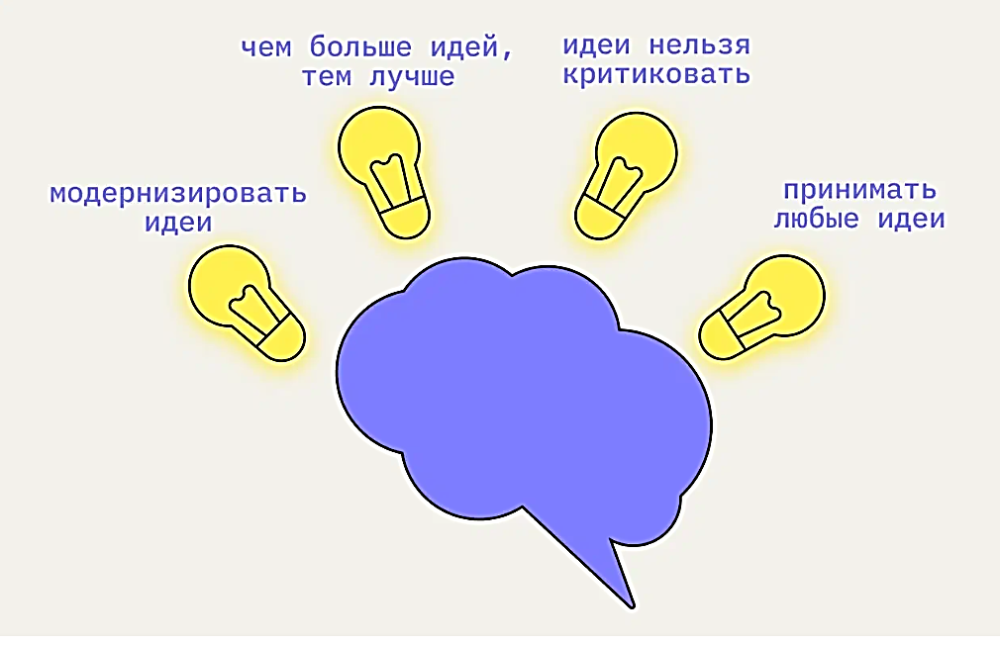 чем больше идей,
тем лучше
идеи нельзя
критиковать
модернизировать
идеи
принимать
любые идеи